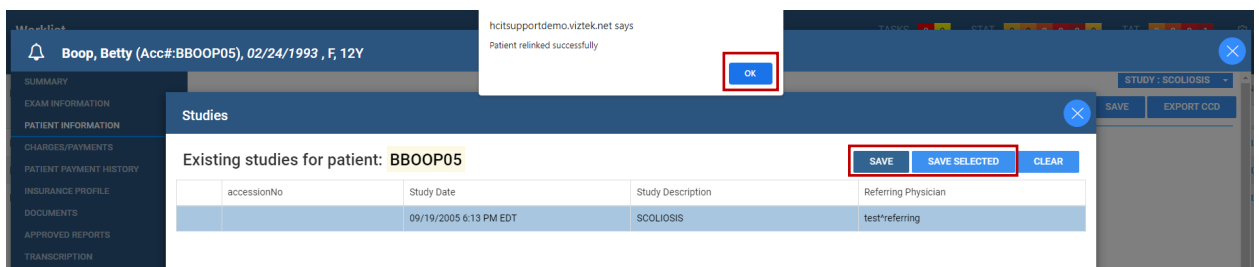 hcitsupportdemo.viztek.net says
Patient relinked successfully
OK
Worklist
TASKS
STAT
TAT
Boop, Betty (Acc#:BBOOP05), 02/24/1993 , F, 12Y
STUDY : SCOLIOSIS
SUMMARY
EXAM INFORMATION
PATIENT INFORMATION
CHARGES/PAYMENTS
PATIENT PAYMENT HISTORY
INSURANCE PROFILE
DOCUMENTS
APPROVED REPORTS
TRANSCRIPTION
SAVE EXPORT CCD
Studies
Existing studies for patient: BBOOP05
SAVE SAVE SELECTED CLEAR
accessionNo Study Date Study Description Referring Physician
09/19/2005 6:13 PM EDT SCOLIOSIS test^referring